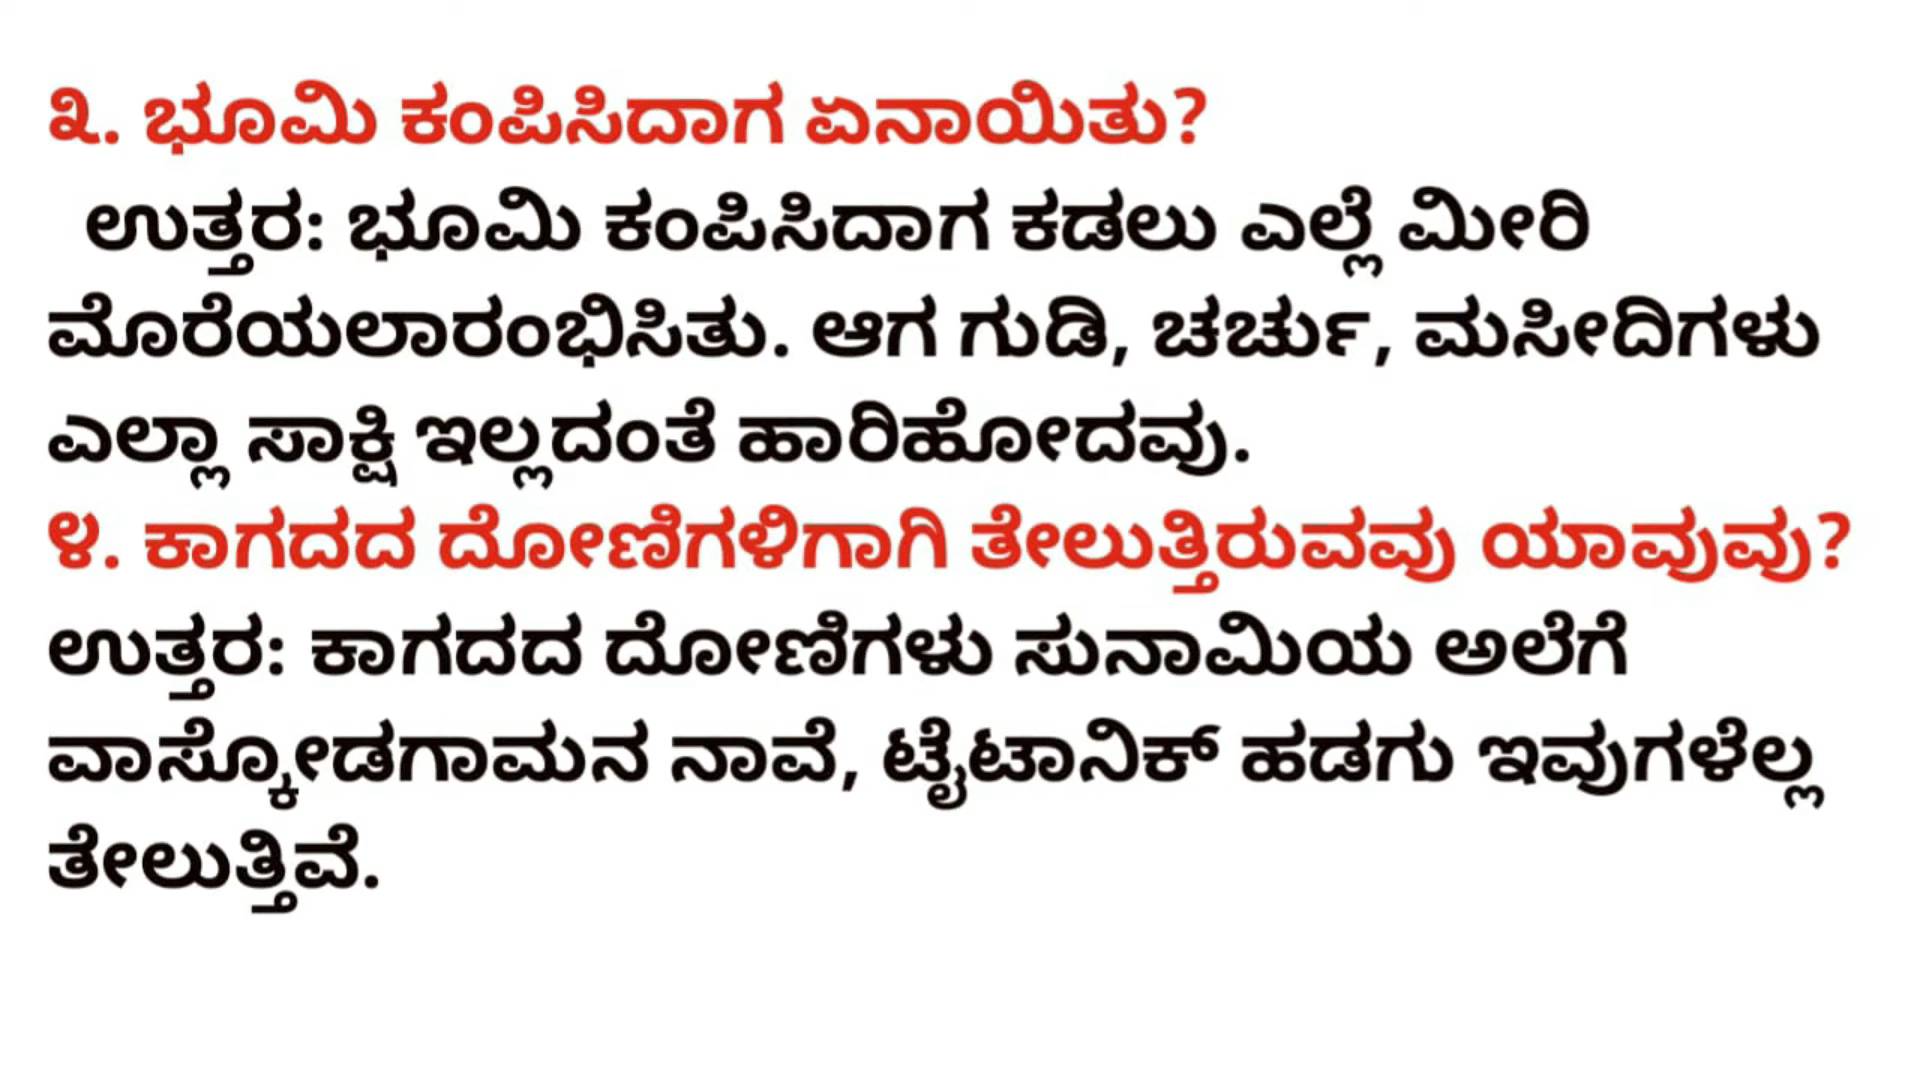 ೩. ಭೂಮಿ ಕಂಪಿಸಿದಾಗ ಏನಾಯಿತು?
ಉತ್ತರ: ಭೂಮಿ ಕಂಪಿಸಿದಾಗ ಕಡಲು ಎಲ್ಲೆ ಮೀರಿ
ಮೊರೆಯಲಾರಂಭಿಸಿತು. ಆಗ ಗುಡಿ, ಚರ್ಚು, ಮಸೀದಿಗಳು
ಎಲ್ಲಾ ಸಾಕ್ಷಿ ಇಲ್ಲದಂತೆ ಹಾರಿಹೋದವು.
೪. ಕಾಗದದ ದೋಣಿಗಳಿಗಾಗಿ ತೇಲುತ್ತಿರುವವು ಯಾವುವು?
ಉತ್ತರ: ಕಾಗದದ ದೋಣಿಗಳು ಸುನಾಮಿಯ ಅಲೆಗೆ
ವಾಸ್ಕೋಡಗಾಮನ ನಾವೆ, ಟೈಟಾನಿಕ್ ಹಡಗು ಇವುಗಳೆಲ್ಲ
ತೇಲುತ್ತಿವೆ.